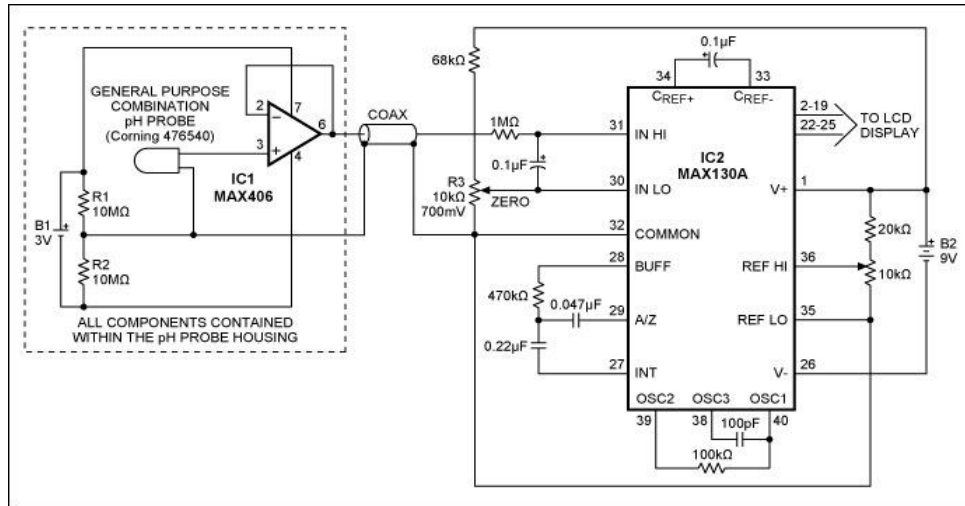 GENERAL PURPOSE
COMBINATION
pH PROBE
(Corning 476540)
2
3
7
6
4
IC1
MAX406
B1
3V
R1
10MΩ
R2
10MΩ
ALL COMPONENTS CONTAINED
WITHIN THE pH PROBE HOUSING
COAX
68kΩ
1MΩ
0.1µF
R3
10kΩ
700mV
ZERO
470kΩ
0.047µF
0.22µF
0.1µF
34
33
CREF+
CREF-
31
IN HI
30
IN LO
32
COMMON
28
BUFF
29
A/Z
27
INT
IC2
MAX130A
2-19
22-25
TO LCD
DISPLAY
1
V+
36
REF HI
35
REF LO
26
V-
20kΩ
10kΩ
B2
9V
OSC2
OSC3
OSC1
39
38
40
100pF
100kΩ